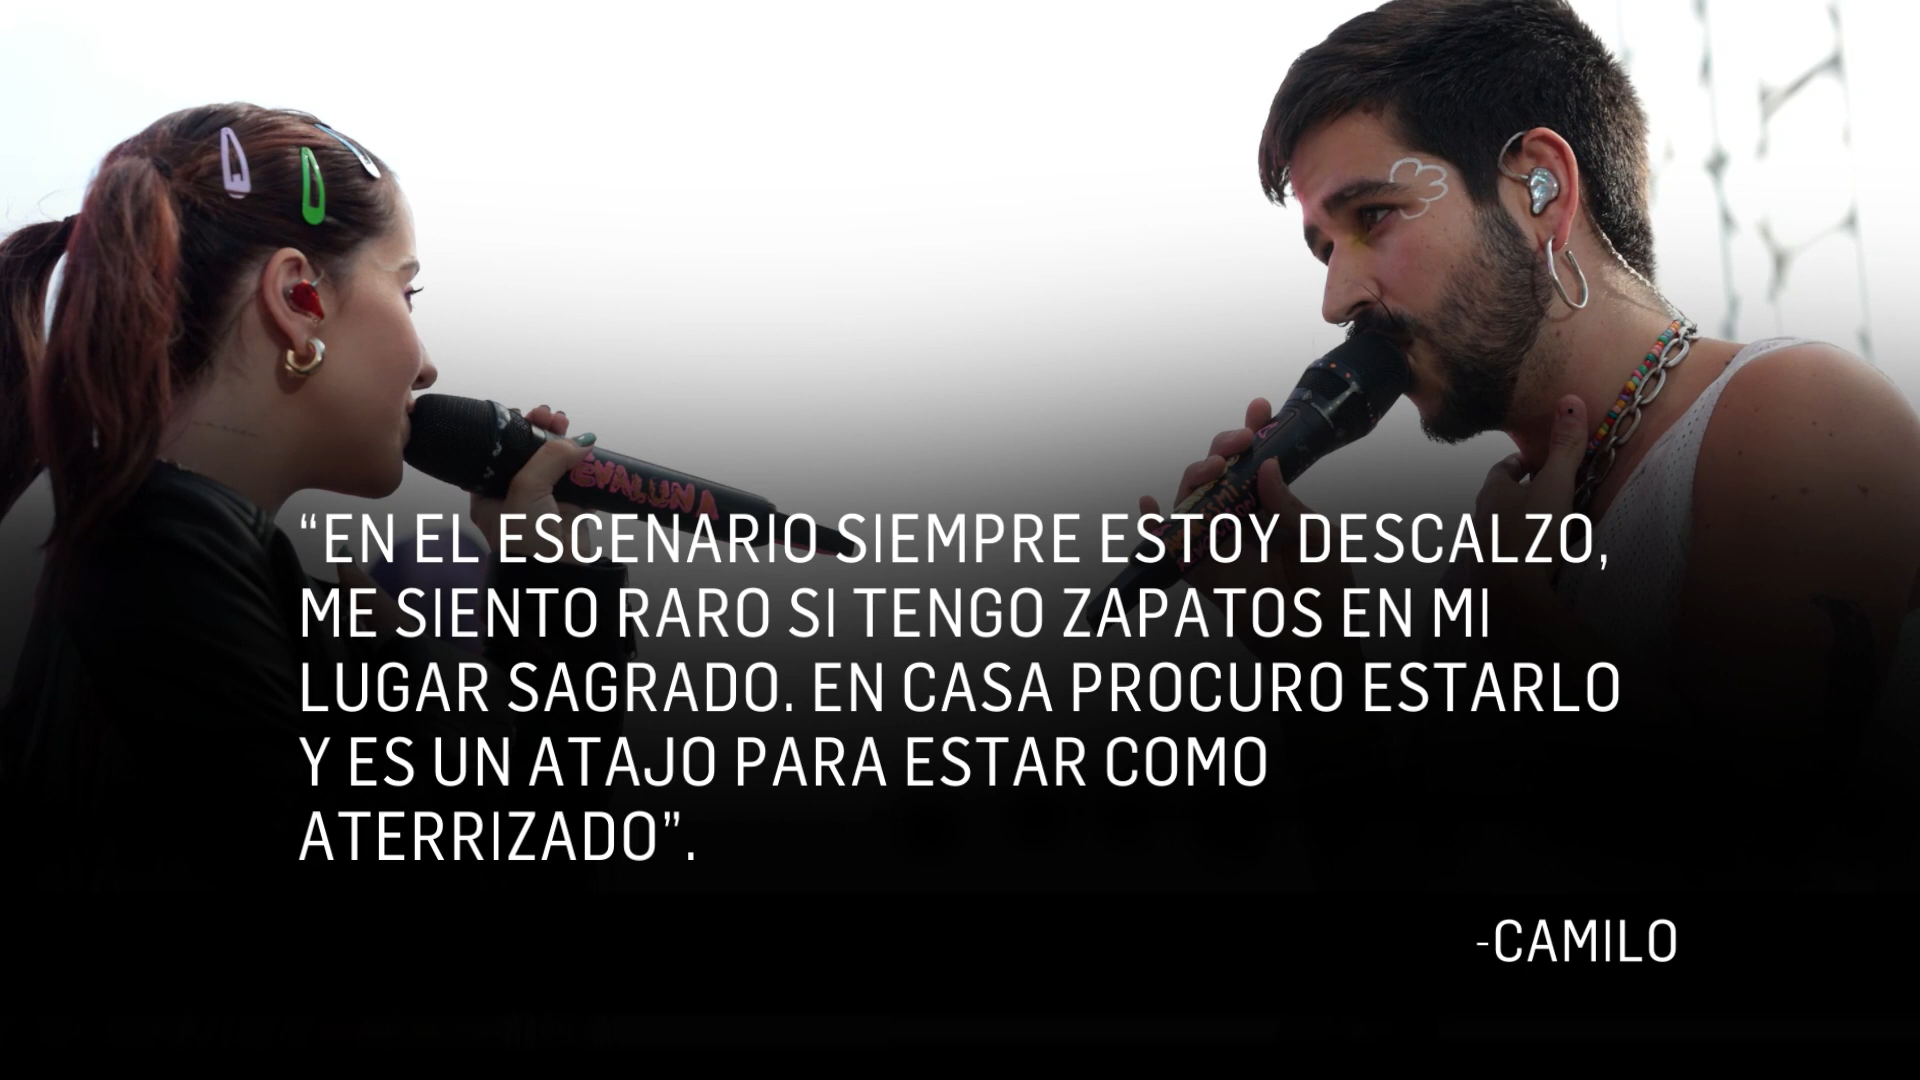 EVALUNA
“EN EL ESCENARIO SIEMPRE ESTOY DESCALZO,
ME SIENTO RARO SI TENGO ZAPATOS EN MI
LUGAR SAGRADO. EN CASA PROCURO ESTARLO
Y ES UN ATAJO PARA ESTAR COMO
ATERRIZADO”.
-CAMILO